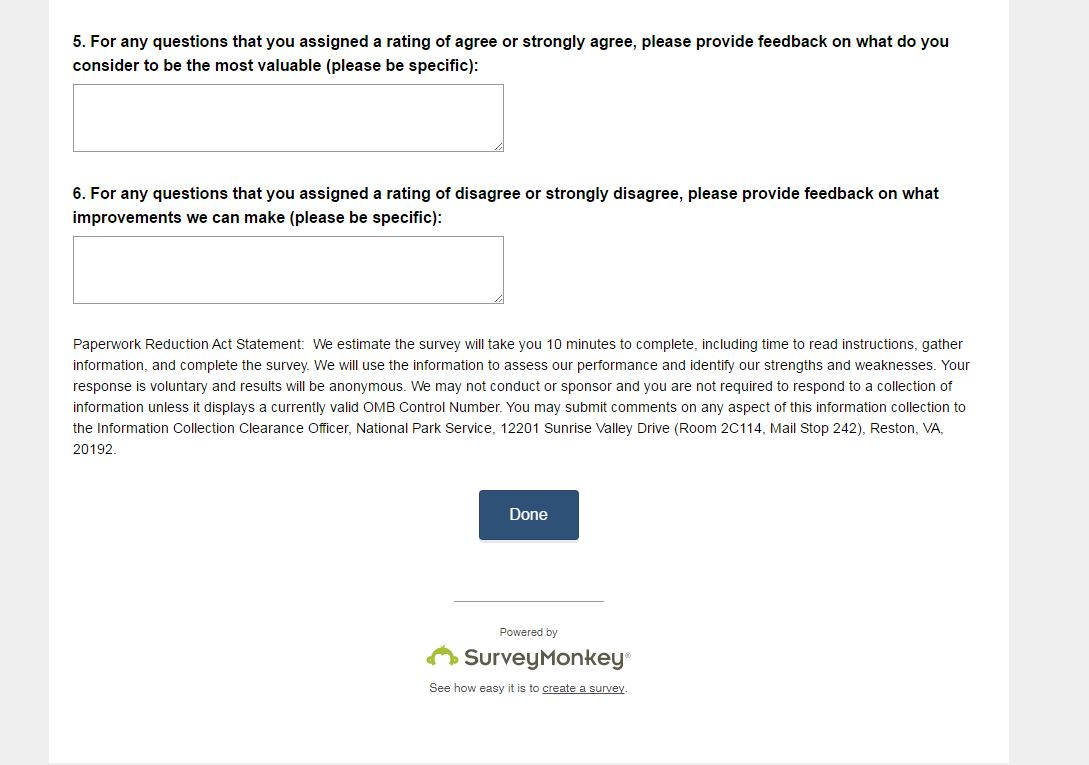 5. For any questions that you assigned a rating of agree or strongly agree, please provide feedback on what do you
consider to be the most valuable (please be specific):
6. For any questions that you assigned a rating of disagree or strongly disagree, please provide feedback on what
improvements we can make (please be specific):
Paperwork Reduction Act Statement:  We estimate the survey will take you 10 minutes to complete, including time to read instructions, gather
information, and complete the survey. We will use the information to assess our performance and identify our strengths and weaknesses. Your
response is voluntary and results will be anonymous. We may not conduct or sponsor and you are not required to respond to a collection of
information unless it displays a currently valid OMB Control Number. You may submit comments on any aspect of this information collection to
the Information Collection Clearance Officer, National Park Service, 12201 Sunrise Valley Drive (Room 2C114, Mail Stop 242), Reston, VA,
20192.
Done
Powered by
SurveyMonkey®
See how easy it is to create a survey.